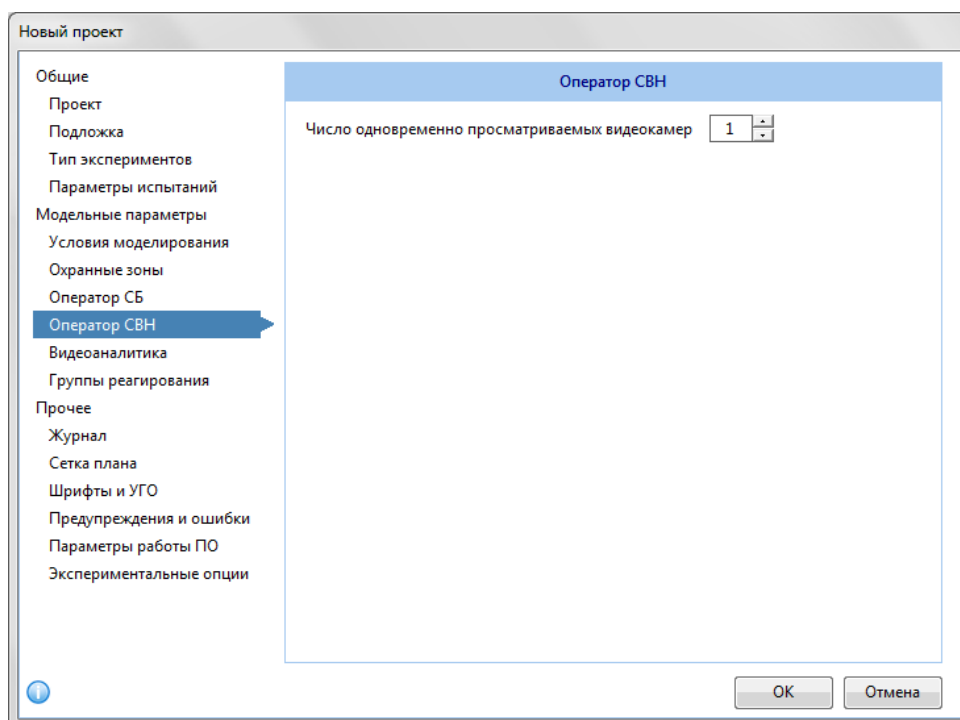 Новый проект
Общие
Проект
Подложка
Тип экспериментов
Параметры испытаний
Модельные параметры
Условия моделирования
Охранные зоны
Оператор СБ
Оператор СВН
Видеоаналитика
Группы реагирования
Прочее
Журнал
Сетка плана
Шрифты и УГО
Предупреждения и ошибки
Параметры работы ПО
Экспериментальные опции
Оператор СВН
Число одновременно просматриваемых видеокамер 1
ОК Отмена